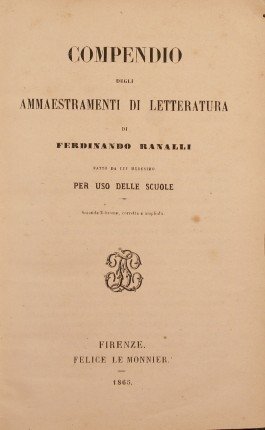 COMPENDIO
DEGLI
AMMAESTRAMENTI DI LETTERATURA
DI
FERDINANDO RANALLI
FATTO DA LUI MEDESIMO
PER USO DELLE SCUOLE
Seconda Edizione, corretta e ampliata.
FIRENZE.
FELICE LE MONNIER.
1865.